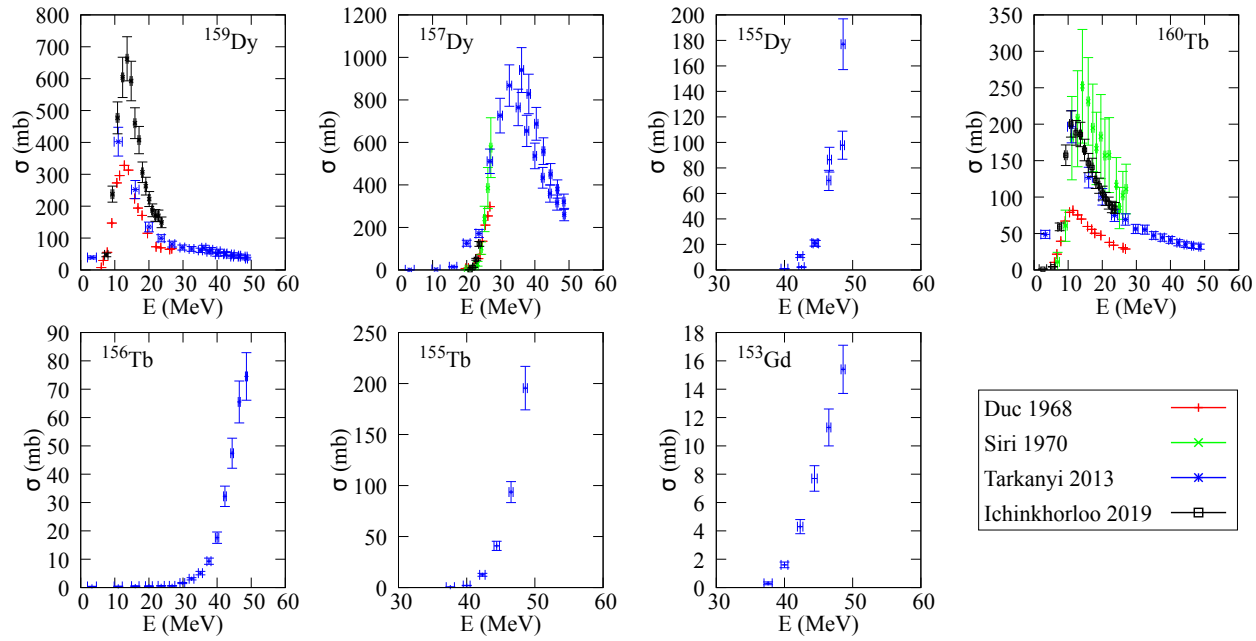 ¹⁵⁹Dy
σ (mb)
800
700
600
500
400
300
200
100
0
0 10 20 30 40 50 60
E (MeV)
¹⁵⁷Dy
σ (mb)
1200
1000
800
600
400
200
0
0 10 20 30 40 50 60
E (MeV)
¹⁵⁵Dy
σ (mb)
200
180
160
140
120
100
80
60
40
20
0
30 40 50 60
E (MeV)
¹⁶⁰Tb
σ (mb)
350
300
250
200
150
100
50
0
0 10 20 30 40 50 60
E (MeV)
¹⁵⁶Tb
σ (mb)
90
80
70
60
50
40
30
20
10
0
0 10 20 30 40 50 60
E (MeV)
¹⁵⁵Tb
σ (mb)
250
200
150
100
50
0
30 40 50 60
E (MeV)
¹⁵³Gd
σ (mb)
18
16
14
12
10
8
6
4
2
0
30 40 50 60
E (MeV)
Duc 1968
Siri 1970
Tarkanyi 2013
Ichinkhorloo 2019